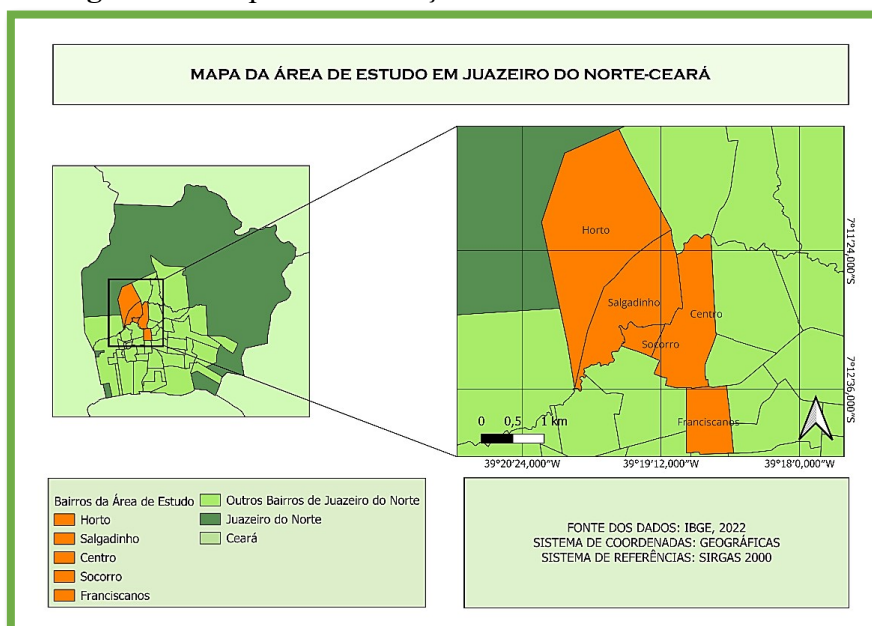 MAPA DA ÁREA DE ESTUDO EM JUAZEIRO DO NORTE-CEARÁ
Horto
Salgadinho
Centro
Socorro
Franciscanos
7°11'24,000"S
7°12'36,000"S
0 0,5 1 km
39°20'24,000"W 39°19'12,000"W 39°18'0,000"W
Bairros da Área de Estudo
Horto
Salgadinho
Centro
Socorro
Franciscanos
Outros Bairros de Juazeiro do Norte
Juazeiro do Norte
Ceará
FONTE DOS DADOS: IBGE, 2022
SISTEMA DE COORDENADAS: GEOGRÁFICAS
SISTEMA DE REFERÊNCIAS: SIRGAS 2000